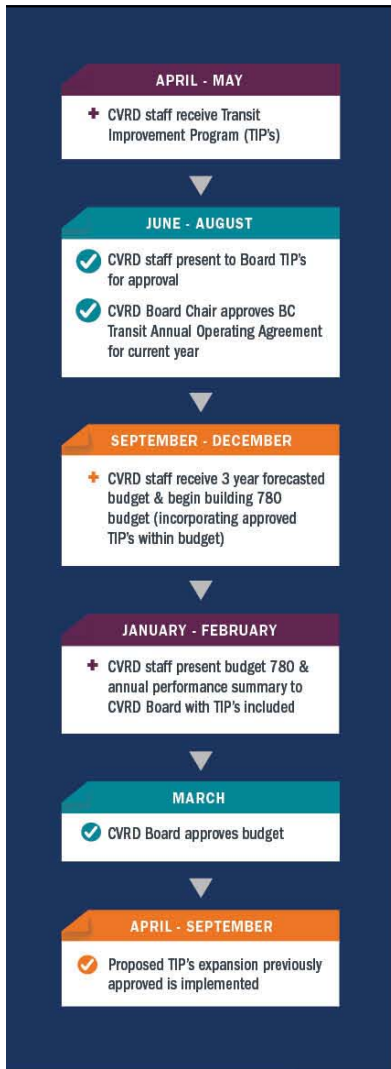 APRIL - MAY
CVRD staff receive Transit
Improvement Program (TIP's)
JUNE - AUGUST
CVRD staff present to Board TIP's
for approval
CVRD Board Chair approves BC
Transit Annual Operating Agreement
for current year
SEPTEMBER - DECEMBER
CVRD staff receive 3 year forecasted
budget & begin building 780
budget (incorporating approved
TIP's within budget)
JANUARY - FEBRUARY
CVRD staff present budget 780 &
annual performance summary to
CVRD Board with TIP's included
MARCH
CVRD Board approves budget
APRIL - SEPTEMBER
Proposed TIP's expansion previously
approved is implemented